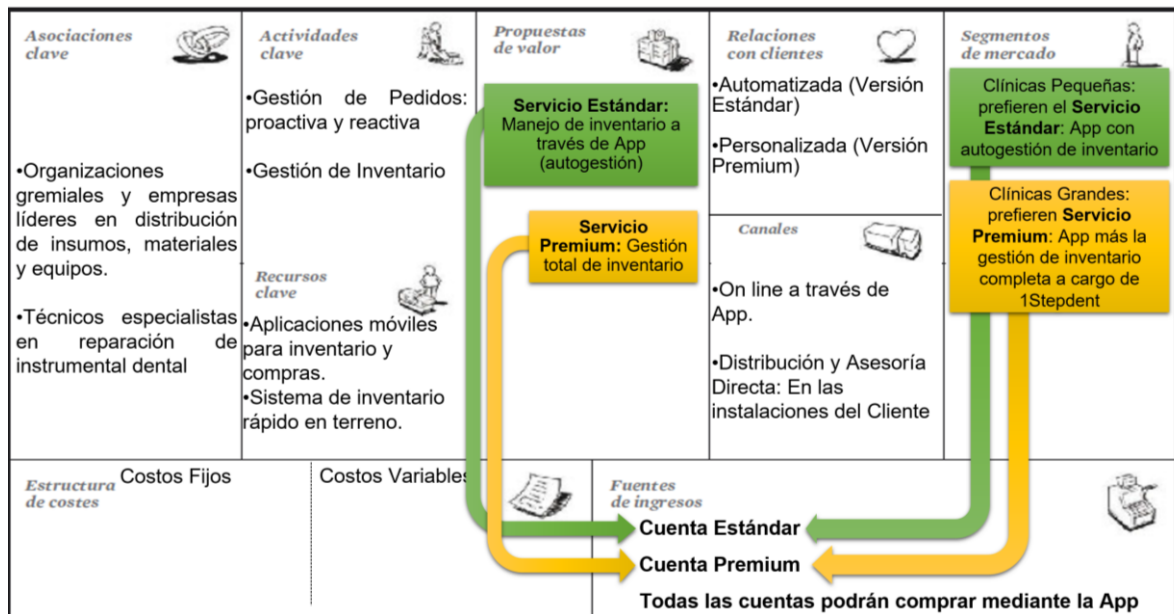 Asociaciones
clave
•Organizaciones
gremiales y empresas
líderes en distribución
de insumos, materiales
y equipos.
•Técnicos especialistas
en reparación de
instrumental dental
Actividades
clave
•Gestión de Pedidos:
proactiva y reactiva
•Gestión de Inventario
Recursos
clave
•Aplicaciones móviles
para inventario y
compras.
•Sistema de inventario
rápido en terreno.
Propuestas
de valor
Servicio Estándar:
Manejo de inventario a
través de App
(autogestión)
Servicio
Premium: Gestión
total de inventario
Relaciones
con clientes
•Automatizada (Versión
Estándar)
•Personalizada (Versión
Premium)
Canales
•On line a través de
App.
•Distribución y Asesoría
Directa: En las
instalaciones del Cliente
Segmentos
de mercado
Clínicas Pequeñas:
prefieren el Servicio
Estándar: App con
autogestión de inventario
Clínicas Grandes:
prefieren Servicio
Premium: App más la
gestión de inventario
completa a cargo de
1Stepdent
Estructura
de costes
Costos Fijos
Costos Variables
Fuentes
de ingresos
Cuenta Estándar
Cuenta Premium
Todas las cuentas podrán comprar mediante la App